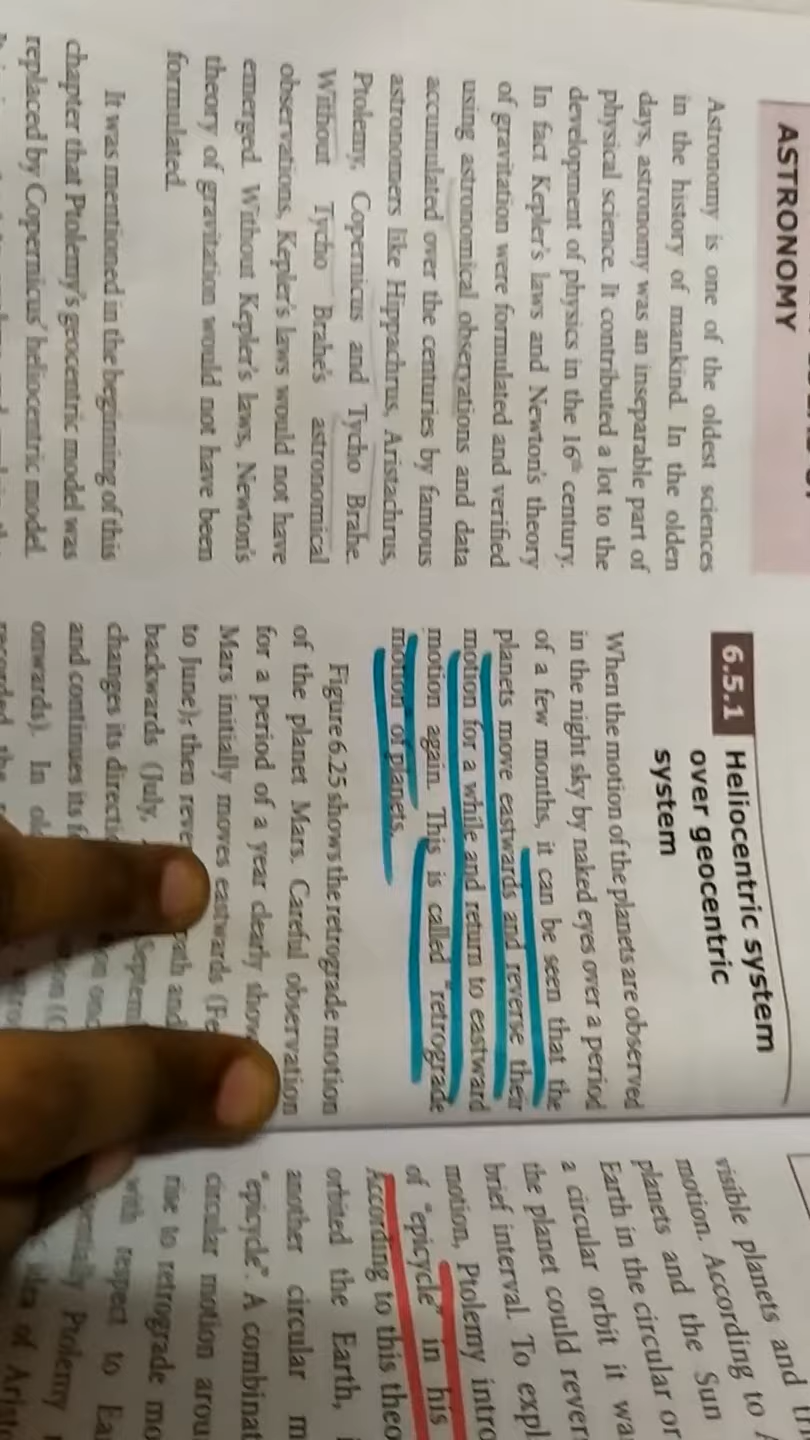 ASTRONOMY
Astronomy is one of the oldest sciences
in the history of mankind. In the olden
days, astronomy was an inseparable part of
physical science. It contributed a lot to the
development of physics in the 16th century.
In fact Kepler's laws and Newton's theory
of gravitation were formulated and verified
using astronomical observations and data
accumulated over the centuries by famous
astronomers like Hippachrus, Aristachrus,
Ptolemy, Copernicus and Tycho Brahe.
Without Tycho Brahe's astronomical
observations, Kepler's laws would not have
emerged. Without Kepler's laws, Newton's
theory of gravitation would not have been
formulated.
It was mentioned in the beginning of this
chapter that Ptolemy's geocentric model was
replaced by Copernicus' heliocentric model.
6.5.1 Heliocentric system
over geocentric
system
When the motion of the planets are observed
in the night sky by naked eyes over a period
of a few months, it can be seen that the
planets move eastwards and reverse their
motion for a while and return to eastward
motion again. This is called "retrograde
motion" of planets.
Figure 6.25 shows the retrograde motion
of the planet Mars. Careful observation
for a period of a year clearly
Mars initially moves eastwards
to June); then
backwards (July,
changes its
and continues its
onwards). In
visible planets and
motion. According to
planets and the Sun
Earth in the circular
a circular orbit it
the planet could
brief interval. To
motion, Ptolemy
of "epicycle" in his
According to this
orbited the Earth,
another circular
"epicycle". A
circular motion
rise to retrograde
with respect to
Ptolemy
idea of